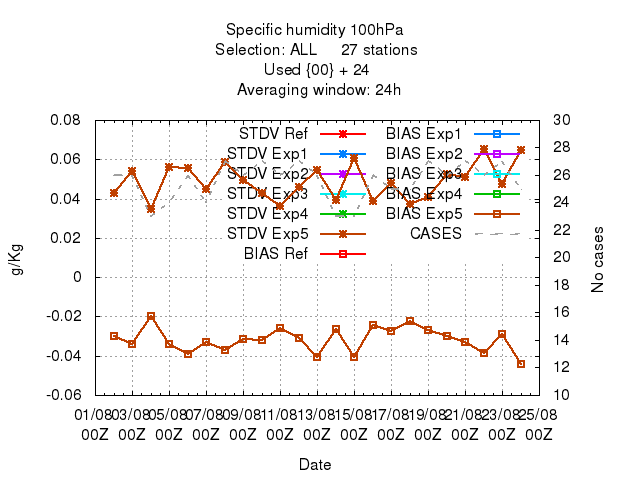 Specific humidity 100hPa
Selection: ALL 27 stations
Used {00} + 24
Averaging window: 24h
STDV Ref
STDV Exp1
STDV Exp2
STDV Exp3
STDV Exp4
STDV Exp5
BIAS Ref
BIAS Exp1
BIAS Exp2
BIAS Exp3
BIAS Exp4
BIAS Exp5
CASES
0.08
0.06
0.04
0.02
0
-0.02
-0.04
-0.06
g/Kg
30
28
26
24
22
20
18
16
14
12
10
No cases
01/08 03/08 05/08 07/08 09/08 11/08 13/08 15/08 17/08 19/08 21/08 23/08 25/08
00Z 00Z 00Z 00Z 00Z 00Z 00Z 00Z 00Z 00Z 00Z 00Z 00Z
Date